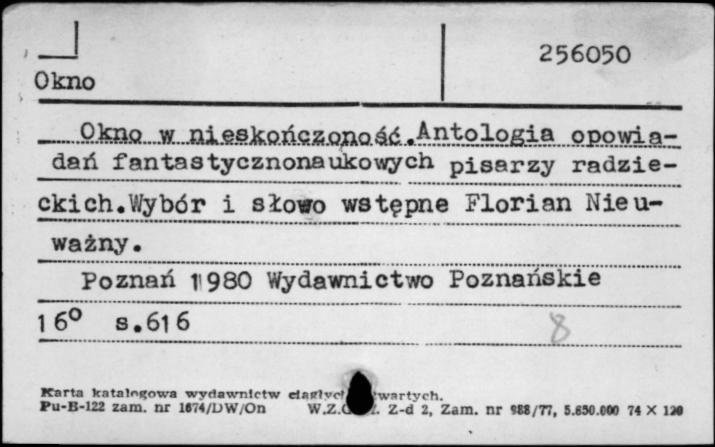 256050
Okno
Okno w nieskończoność.Antologia opowia-
dań fantastycznonaukowych pisarzy radzie-
ckich.Wybór i słowo wstępne Florian Nieu-
ważny.
Poznań 1980 Wydawnictwo Poznańskie
16° s.616
8
Karta katalogowa wydawnictw
Pu-B-122 zam. nr 1674/DW/On W.Z. Z-d 2, Zam. nr 988/77, 5.650.000 74 X 120